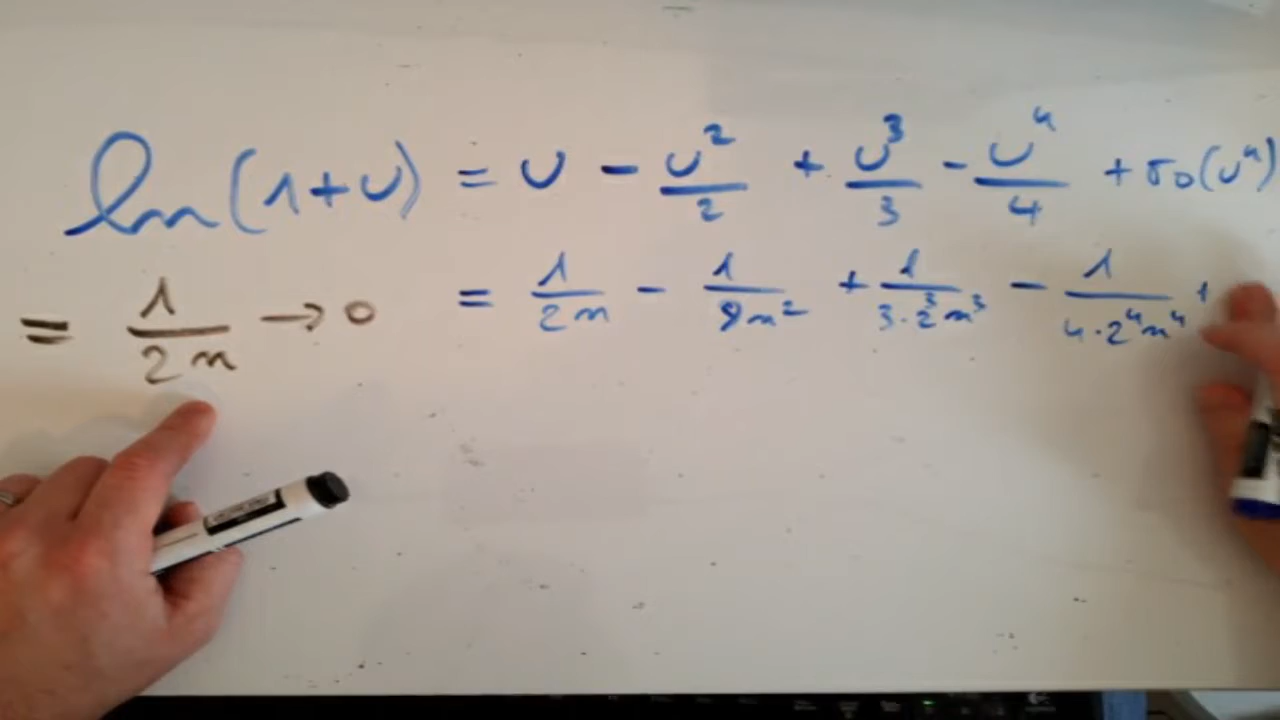 ln(1+u) = u - u²/2 + u³/3 - u⁴/4 + o(u⁴)
= 1/2n → 0 = 1/2n - 1/8n² + 1/3·2³n³ - 1/4·2⁴n⁴ +